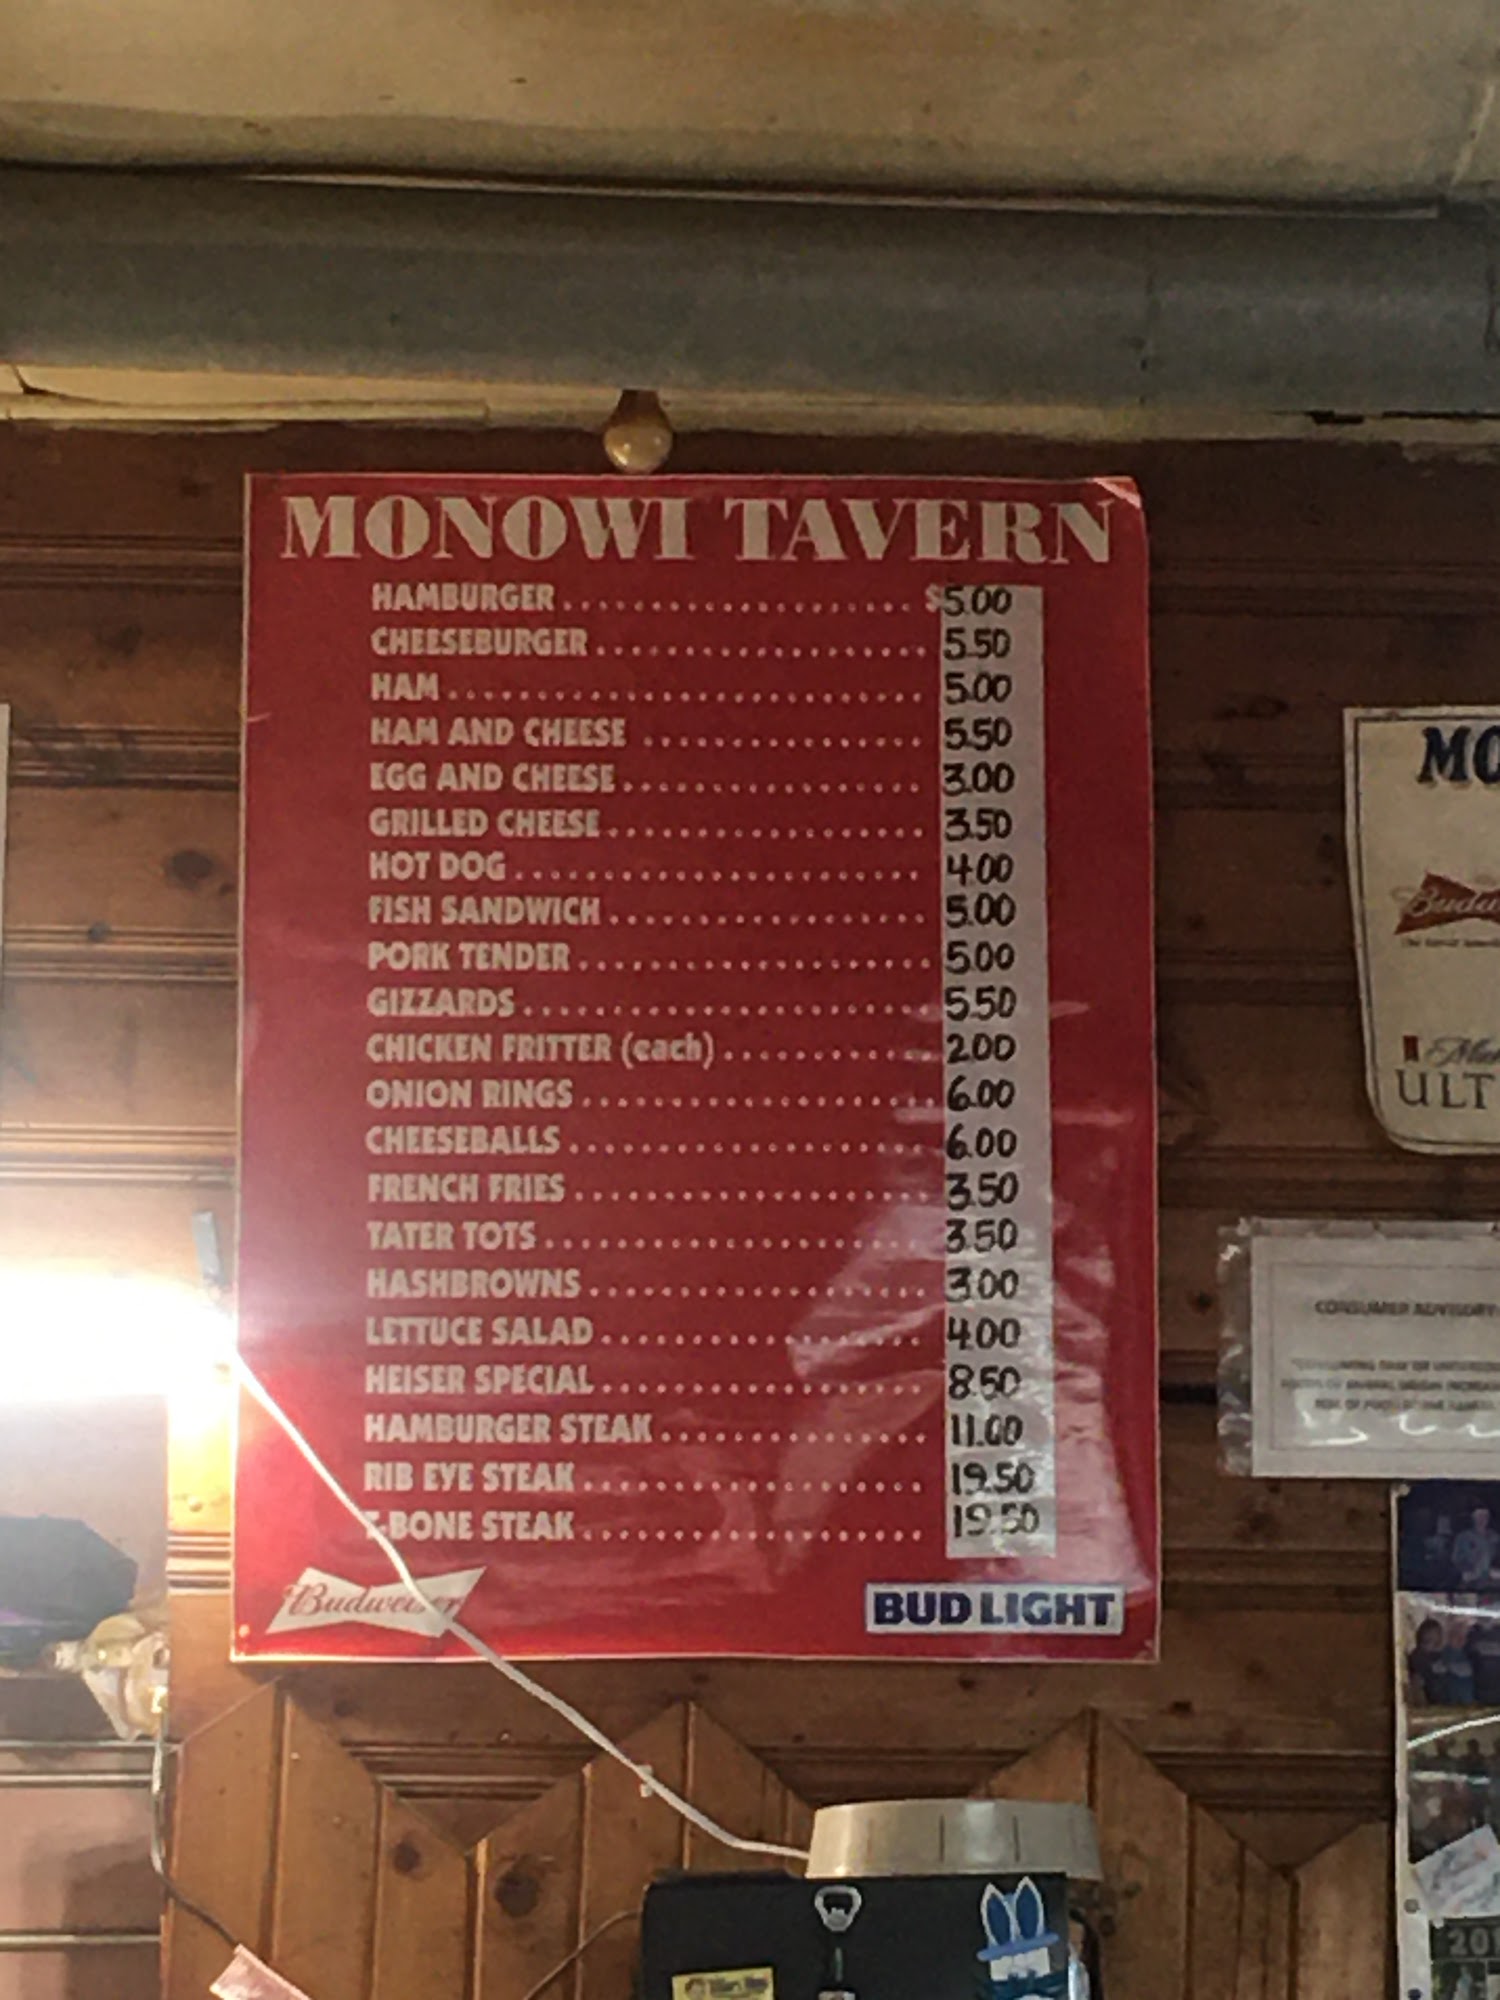 MONOWI TAVERN
HAMBURGER .................... $5.00
CHEESEBURGER ................... 5.50
HAM ........................... 5.00
HAM AND CHEESE ................ 5.50
EGG AND CHEESE ................. 3.00
GRILLED CHEESE .................. 3.50
HOT DOG ....................... 4.00
FISH SANDWICH .................. 5.00
PORK TENDER .................... 5.00
GIZZARDS ....................... 5.50
CHICKEN FRITTER (each) ............ 2.00
ONION RINGS .................... 6.00
CHEESEBALLS .................... 6.00
FRENCH FRIES .................... 3.50
TATER TOTS ..................... 3.50
HASHBROWNS ................... 3.00
LETTUCE SALAD .................. 4.00
HEISER SPECIAL .................. 8.50
HAMBURGER STEAK ............... 11.00
RIB EYE STEAK ................... 19.50
T-BONE STEAK ................... 19.50
Budweiser
BUD LIGHT
MO
Budw
ULT
CONSUMER ADVISORY
201